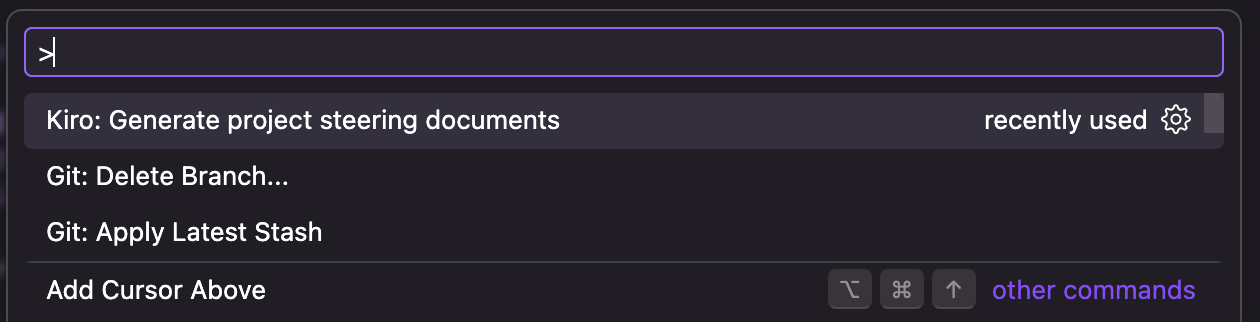 >
Kiro: Generate project steering documents recently used
Git: Delete Branch...
Git: Apply Latest Stash
Add Cursor Above ⌥ ⌘ ↑ other commands